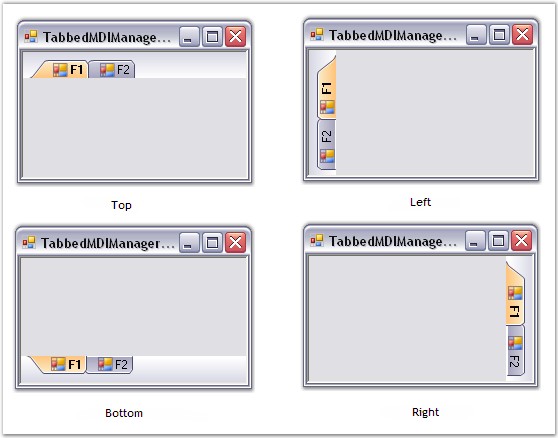 TabbedMDIManage...
F1 F2
Top
TabbedMDIManage...
F1
F2
Left
TabbedMDIManager...
F1 F2
Bottom
TabbedMDIManage...
F1
F2
Right